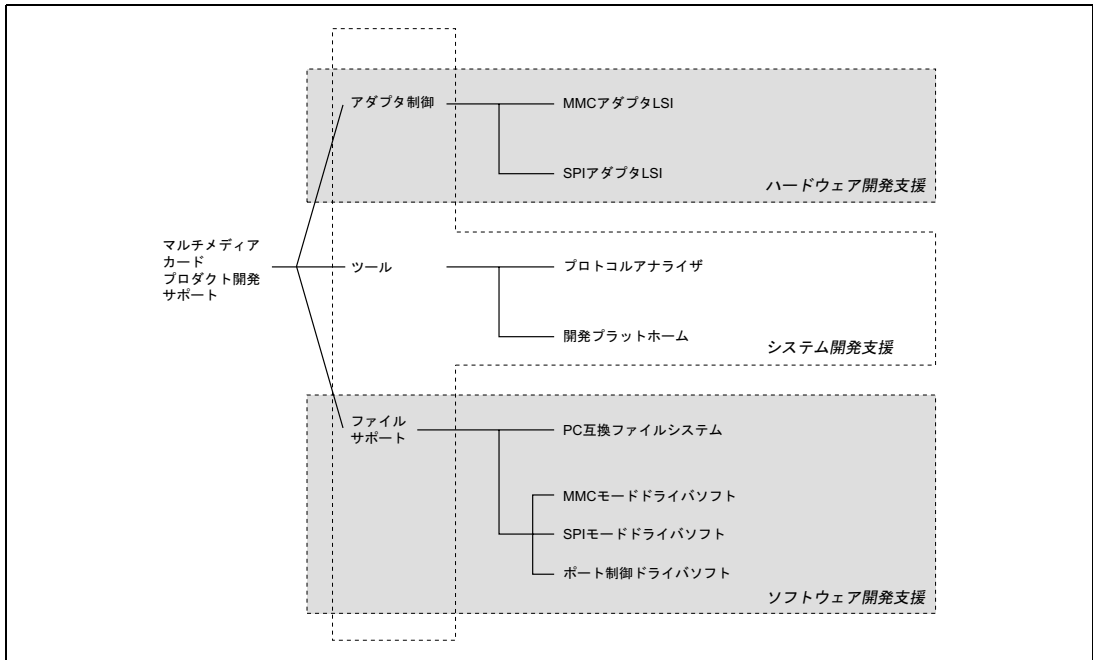 アダプタ制御
MMCアダプタLSI
SPIアダプタLSI
ハードウェア開発支援
マルチメディア
カード
プロダクト開発
サポート
ツール
プロトコルアナライザ
開発プラットホーム
システム開発支援
ファイル
サポート
PC互換ファイルシステム
MMCモードドライバソフト
SPIモードドライバソフト
ポート制御ドライバソフト
ソフトウェア開発支援